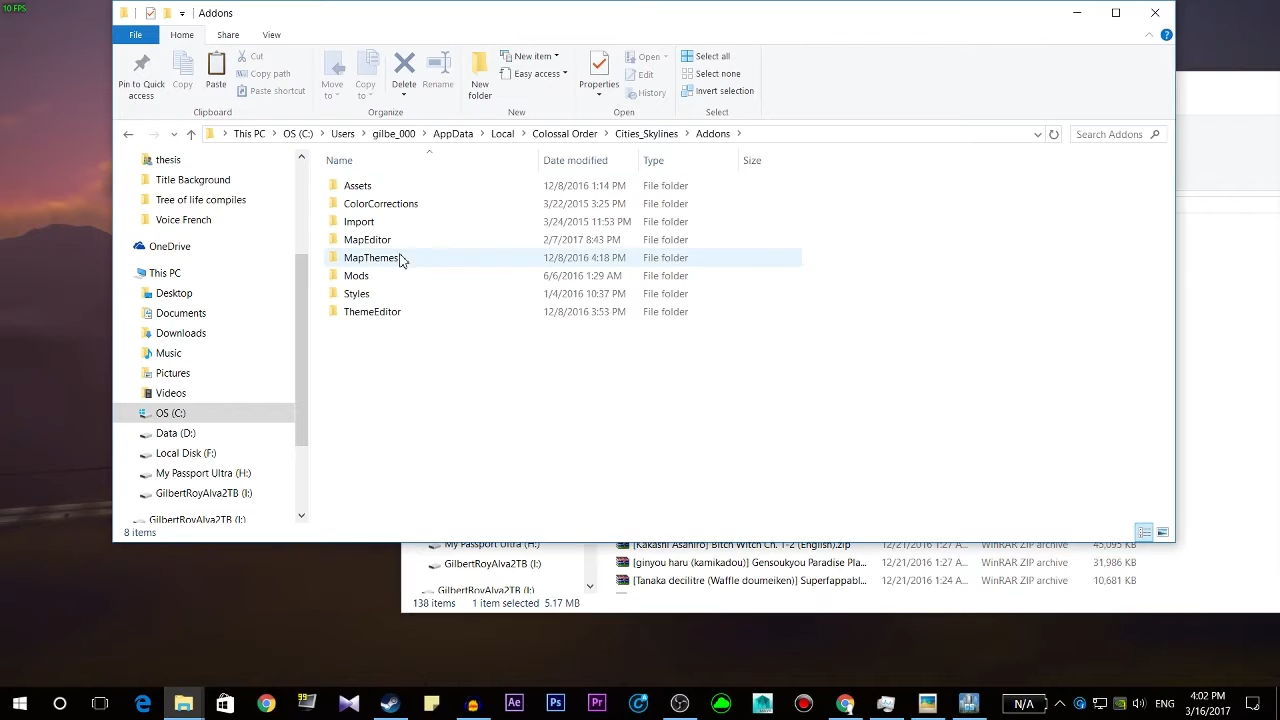 10 FPS
Addons
File Home Share View
Pin to Quick access
Copy
Paste
Cut
Copy path
Paste shortcut
Clipboard
Move to
Copy to
Delete
Rename
Organize
New folder
New item
Easy access
New
Properties
Open
Edit
History
Open
Select all
Select none
Invert selection
Select
This PC > OS (C:) > Users > gilbe_000 > AppData > Local > Colossal Order > Cities_Skylines > Addons >
Search Addons
thesis
Title Background
Tree of life compiles
Voice French
OneDrive
This PC
Desktop
Documents
Downloads
Music
Pictures
Videos
OS (C:)
Data (D:)
Local Disk (F:)
My Passport Ultra (H:)
GilbertRoyAlva2TB (I:)
GilbertRoyAlva2TB (I:)
Name Date modified Type Size
Assets 12/8/2016 1:14 PM File folder
ColorCorrections 3/22/2015 3:25 PM File folder
Import 3/24/2015 11:53 PM File folder
MapEditor 2/7/2017 8:43 PM File folder
MapThemes 12/8/2016 4:18 PM File folder
Mods 6/6/2016 1:29 AM File folder
Styles 1/4/2016 10:37 PM File folder
ThemeEditor 12/8/2016 3:53 PM File folder
8 items
My Passport Ultra (H:)
GilbertRoyAlva2TB (I:)
GilbertRoyAlva2TB (I:)
[Kakashi Asahiro] Bitch Witch Ch. 1-2 (English).zip 12/21/2016 1:27 A... WinRAR ZIP archive 45,095 KB
[ginyou haru (kamikadou)] Gensoukyou Paradise Pla... 12/21/2016 1:27 A... WinRAR ZIP archive 31,986 KB
[Tanaka decilitre (Waffle doumeiken)] Superfappabl... 12/21/2016 1:24 A... WinRAR ZIP archive 10,681 KB
138 items 1 item selected 5.17 MB
99
Ae
Ps
Pr
N/A
ENG
4:02 PM
3/16/2017